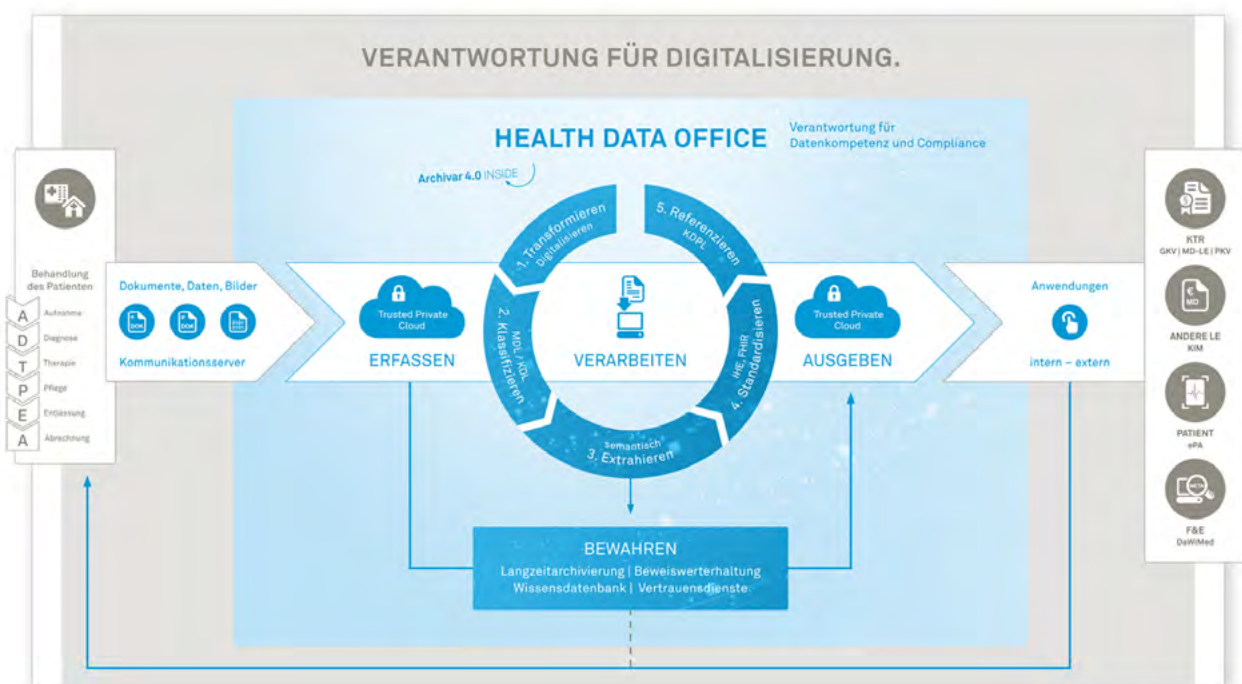 VERANTWORTUNG FÜR DIGITALISIERUNG.
HEALTH DATA OFFICE
Verantwortung für
Datenkompetenz und Compliance
Archivar 4.0 INSIDE
Behandlung
des Patienten
A Aufnahme
D Diagnose
T Therapie
P Pflege
E Entlassung
A Abrechnung
Dokumente, Daten, Bilder
DOK
DOK
Kommunikationsserver
Trusted Private
Cloud
ERFASSEN
1. Transformieren
Digitalisieren
2. Klassifizieren
MDL / KDL
semantisch
3. Extrahieren
4. Standardisieren
IHE, FHIR
5. Referenzieren
KDPL
VERARBEITEN
Trusted Private
Cloud
AUSGEBEN
Anwendungen
intern – extern
KTR
GKV | MD-LE | PKV
€
MD
ANDERE LE
KIM
PATIENT
ePA
META
F&E
DaWiMed
BEWAHREN
Langzeitarchivierung | Beweiswerterhaltung
Wissensdatenbank | Vertrauensdienste